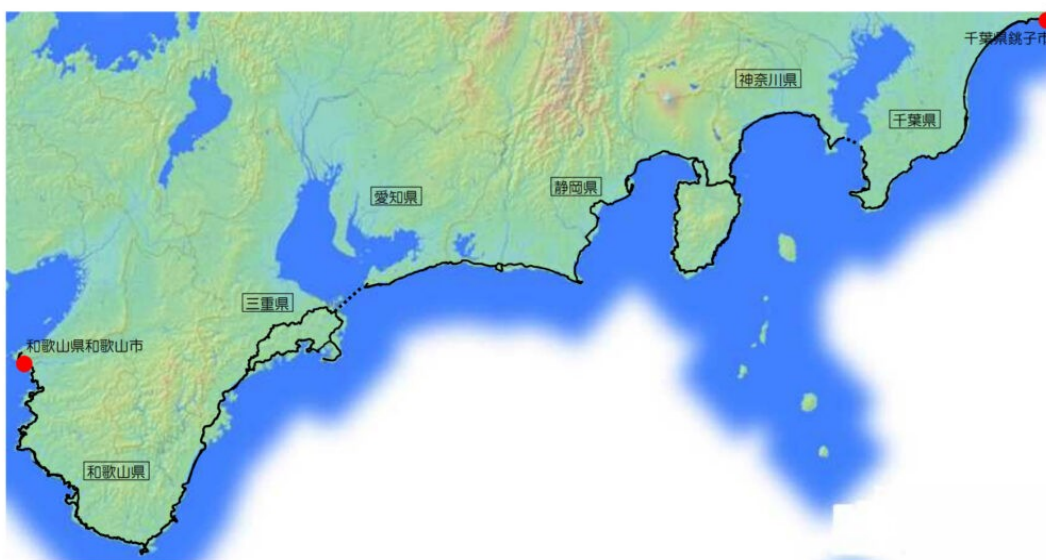 千葉県銚子市
神奈川県
千葉県
静岡県
愛知県
三重県
和歌山県和歌山市
和歌山県